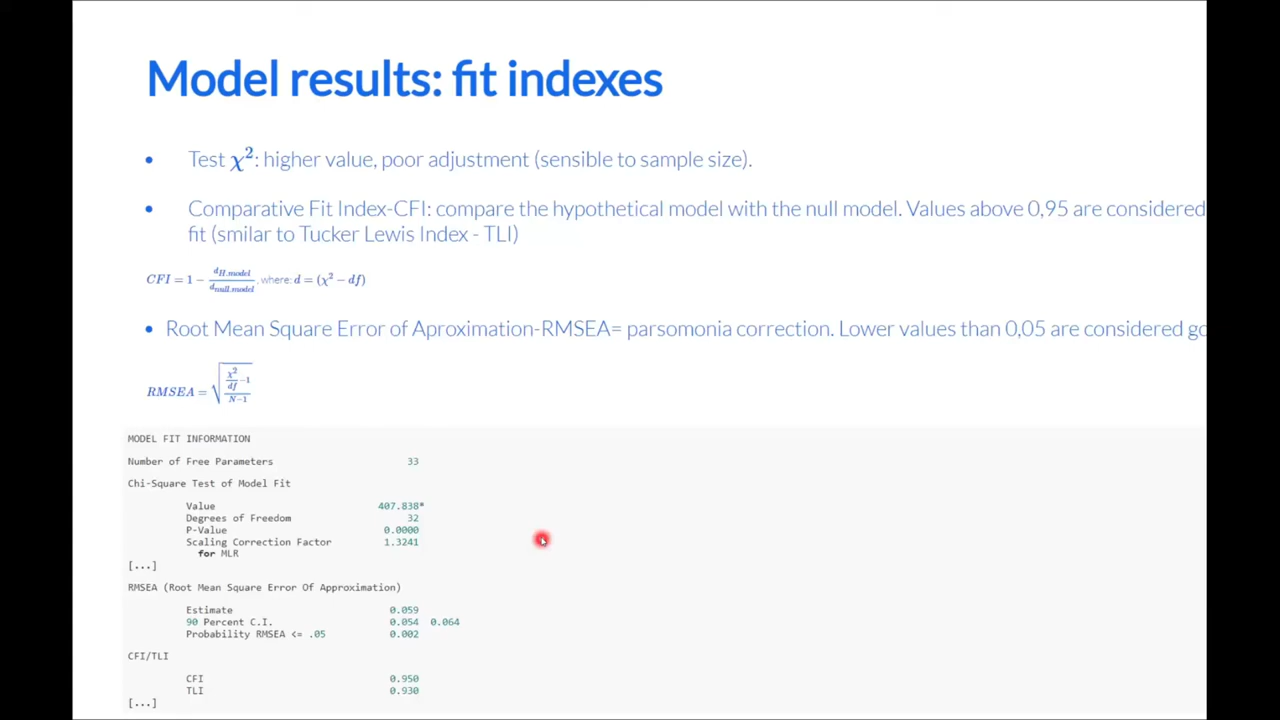 Model results: fit indexes
• Test χ²: higher value, poor adjustment (sensible to sample size).
• Comparative Fit Index-CFI: compare the hypothetical model with the null model. Values above 0,95 are considered
fit (smilar to Tucker Lewis Index - TLI)
CFI = 1 − d_H.model / d_null.model, where: d = (χ² − df)
• Root Mean Square Error of Aproximation-RMSEA= parsomonia correction. Lower values than 0,05 are considered go
RMSEA = √((χ²/df − 1)/(N−1))
MODEL FIT INFORMATION
Number of Free Parameters 33
Chi-Square Test of Model Fit
Value 407.838*
Degrees of Freedom 32
P-Value 0.0000
Scaling Correction Factor 1.3241
for MLR
[...]
RMSEA (Root Mean Square Error Of Approximation)
Estimate 0.059
90 Percent C.I. 0.054 0.064
Probability RMSEA <= .05 0.002
CFI/TLI
CFI 0.950
TLI 0.930
[...]